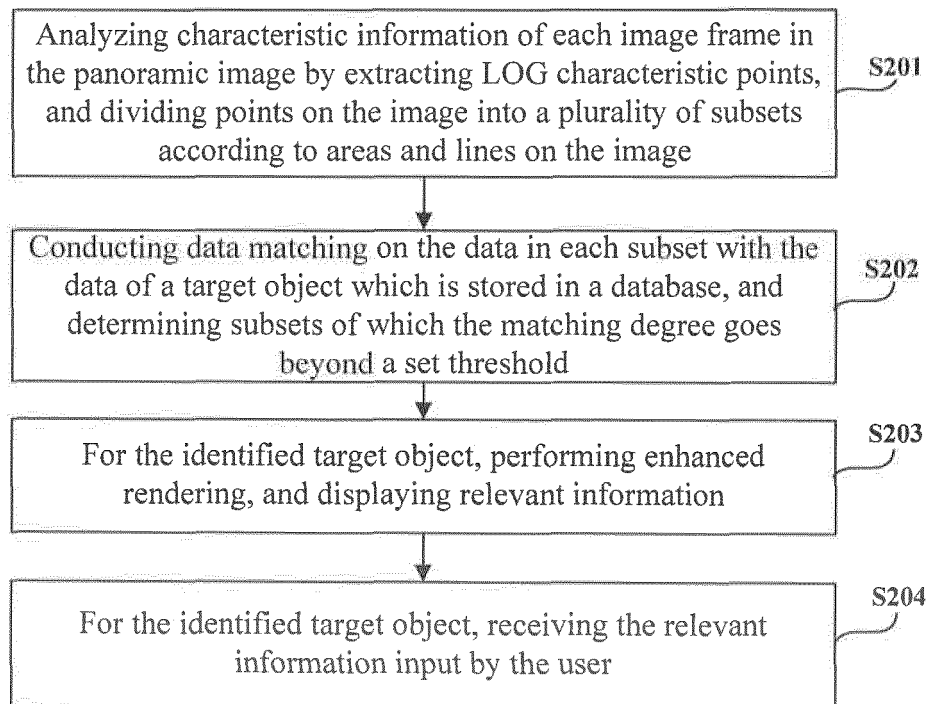 Analyzing characteristic information of each image frame in
the panoramic image by extracting LOG characteristic points,
and dividing points on the image into a plurality of subsets
according to areas and lines on the image
S201
Conducting data matching on the data in each subset with the
data of a target object which is stored in a database, and
determining subsets of which the matching degree goes
beyond a set threshold
S202
For the identified target object, performing enhanced
rendering, and displaying relevant information
S203
For the identified target object, receiving the relevant
information input by the user
S204